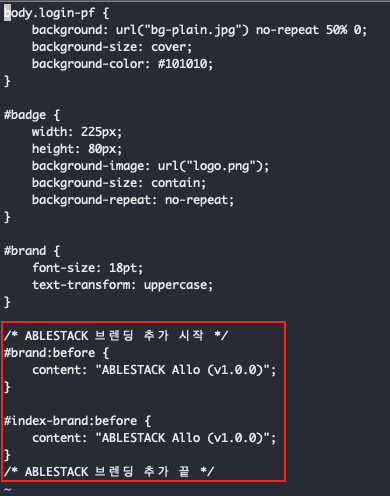 body.login-pf {
    background: url("bg-plain.jpg") no-repeat 50% 0;
    background-size: cover;
    background-color: #101010;
}

#badge {
    width: 225px;
    height: 80px;
    background-image: url("logo.png");
    background-size: contain;
    background-repeat: no-repeat;
}

#brand {
    font-size: 18pt;
    text-transform: uppercase;
}

/* ABLESTACK 브렌딩 추가 시작 */
#brand:before {
    content: "ABLESTACK Allo (v1.0.0)";
}

#index-brand:before {
    content: "ABLESTACK Allo (v1.0.0)";
}
/* ABLESTACK 브렌딩 추가 끝 */
~